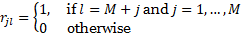 r_{jl} = {1, if l = M + j and j = 1, ..., M
0 otherwise